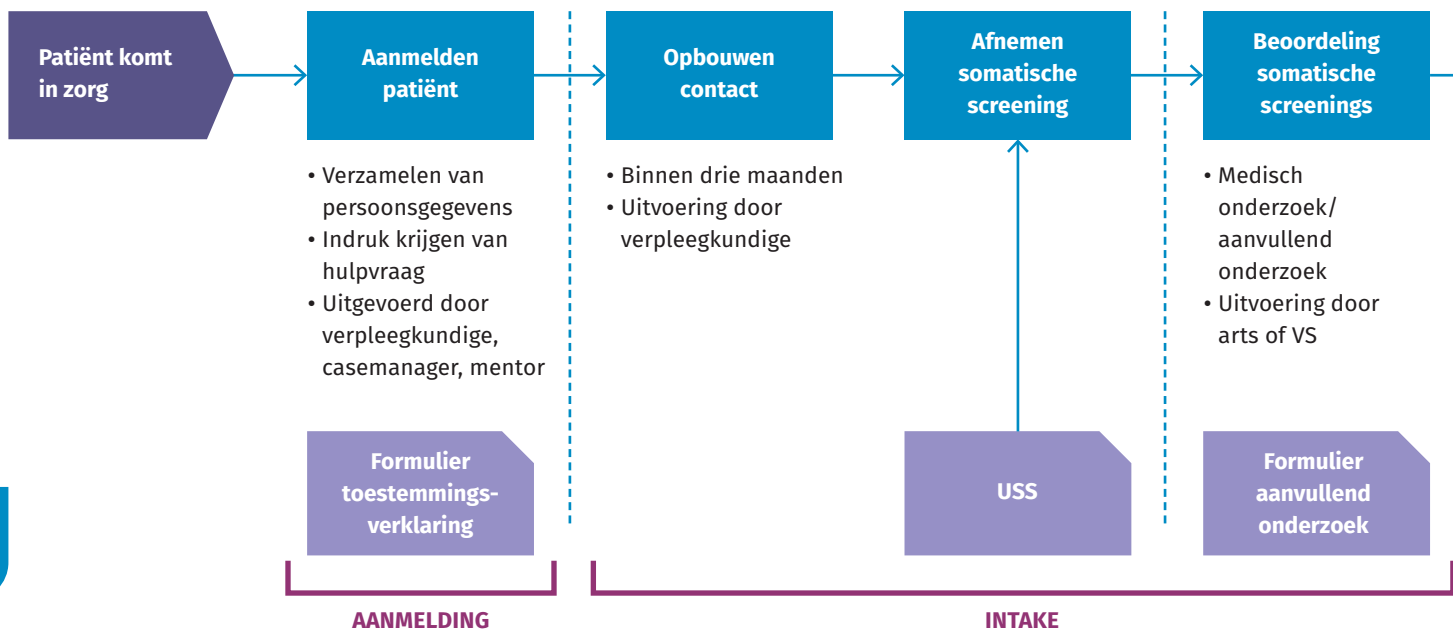 Patiënt komt
in zorg
Aanmelden
patiënt
Opbouwen
contact
Afnemen
somatische
screening
Beoordeling
somatische
screenings
• Verzamelen van
persoonsgegevens
• Indruk krijgen van
hulpvraag
• Uitgevoerd door
verpleegkundige,
casemanager, mentor
• Binnen drie maanden
• Uitvoering door
verpleegkundige
• Medisch
onderzoek/
aanvullend
onderzoek
• Uitvoering door
arts of VS
Formulier
toestemmings-
verklaring
USS
Formulier
aanvullend
onderzoek
AANMELDING
INTAKE